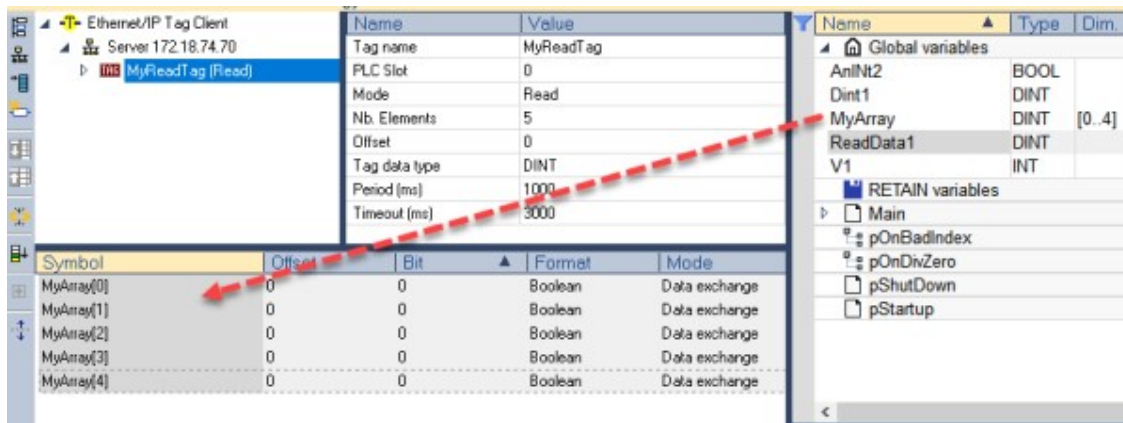 -T- Ethernet/IP Tag Client
Server 172.18.74.70
TAG MyReadTag (Read)
Name Value
Tag name MyReadTag
PLC Slot 0
Mode Read
Nb. Elements 5
Offset 0
Tag data type DINT
Period (ms) 1000
Timeout (ms) 3000
Symbol Offset Bit Format Mode
MyArray[0] 0 0 Boolean Data exchange
MyArray[1] 0 0 Boolean Data exchange
MyArray[2] 0 0 Boolean Data exchange
MyArray[3] 0 0 Boolean Data exchange
MyArray[4] 0 0 Boolean Data exchange
Name Type Dim.
Global variables
AnINt2 BOOL
Dint1 DINT
MyArray DINT [0..4]
ReadData1 DINT
V1 INT
RETAIN variables
Main
pOnBadIndex
pOnDivZero
pShutDown
pStartup